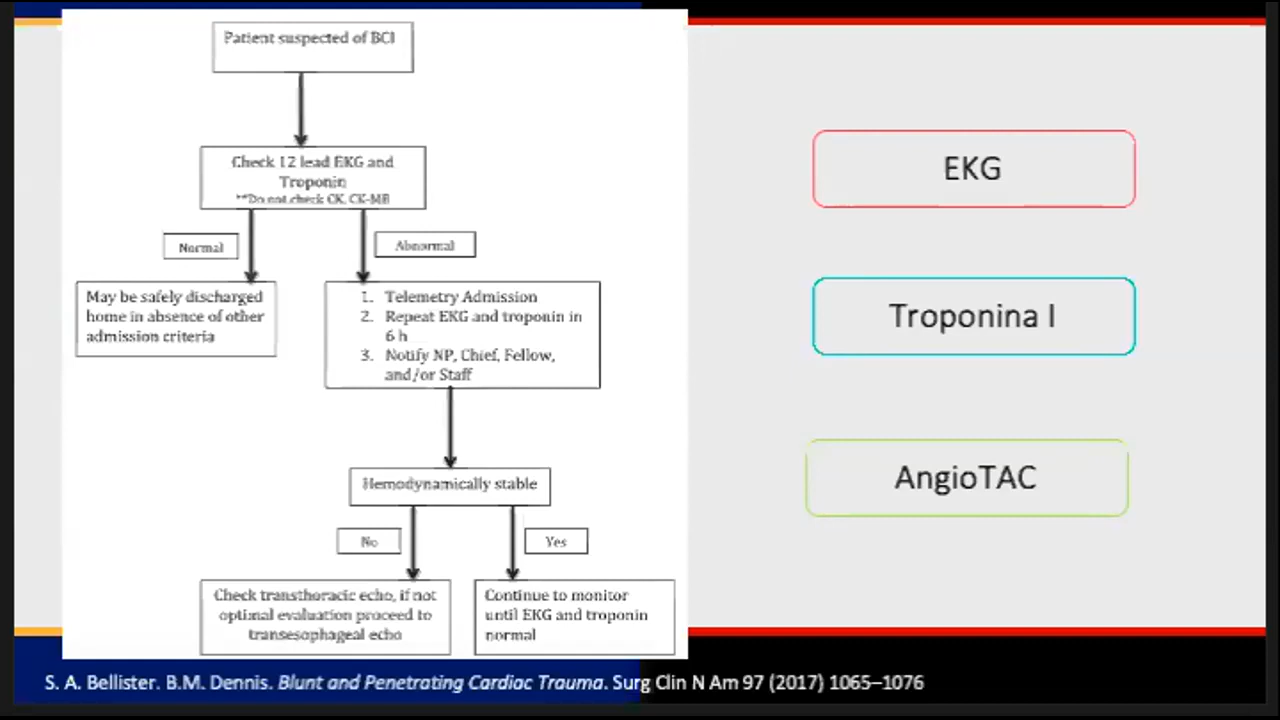 Patient suspected of BCI
Check 12 lead EKG and
Troponin
**Do not check CK, CK-MB
Normal
Abnormal
May be safely discharged
home in absence of other
admission criteria
1. Telemetry Admission
2. Repeat EKG and troponin in
6 h
3. Notify NP, Chief, Fellow,
and/or Staff
Hemodynamically stable
No
Yes
Check transthoracic echo, if not
optimal evaluation proceed to
transesophageal echo
Continue to monitor
until EKG and troponin
normal
EKG
Troponina I
AngioTAC
S. A. Bellister. B.M. Dennis. Blunt and Penetrating Cardiac Trauma. Surg Clin N Am 97 (2017) 1065–1076